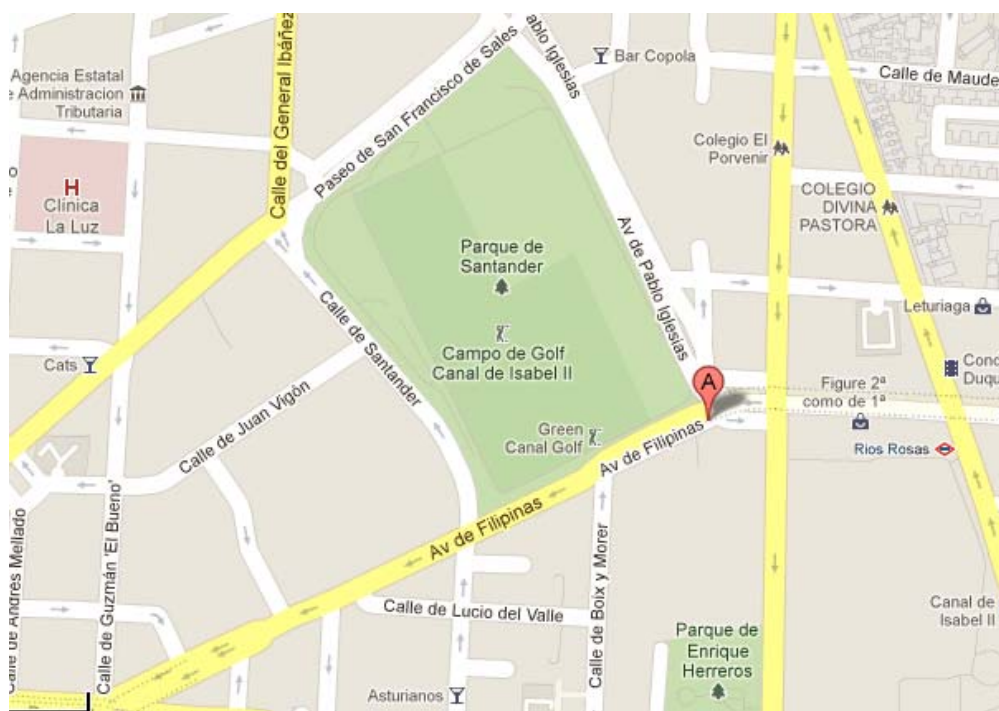 Agencia Estatal
Administracion
Tributaria
H
Clínica
La Luz
Calle del General Ibáñez
Paseo de San Francisco de Sales
Pablo Iglesias
Bar Copola
Calle de Maude
Colegio El
Porvenir
COLEGIO
DIVINA
PASTORA
Parque de
Santander
Av de Pablo Iglesias
Leturiaga
Campo de Golf
Canal de Isabel II
Calle de Santander
Cats
A
Figure 2ª
como de 1ª
Duqu
Calle de Juan Vigón
Green
Canal Golf
Av de Filipinas
Rios Rosas
Av de Filipinas
Calle de Andrés Mellado
Calle de Guzmán 'El Bueno'
Calle de Lucio del Valle
Calle de Boix y Morer
Canal de
Isabel II
Parque de
Enrique
Herreros
Asturianos